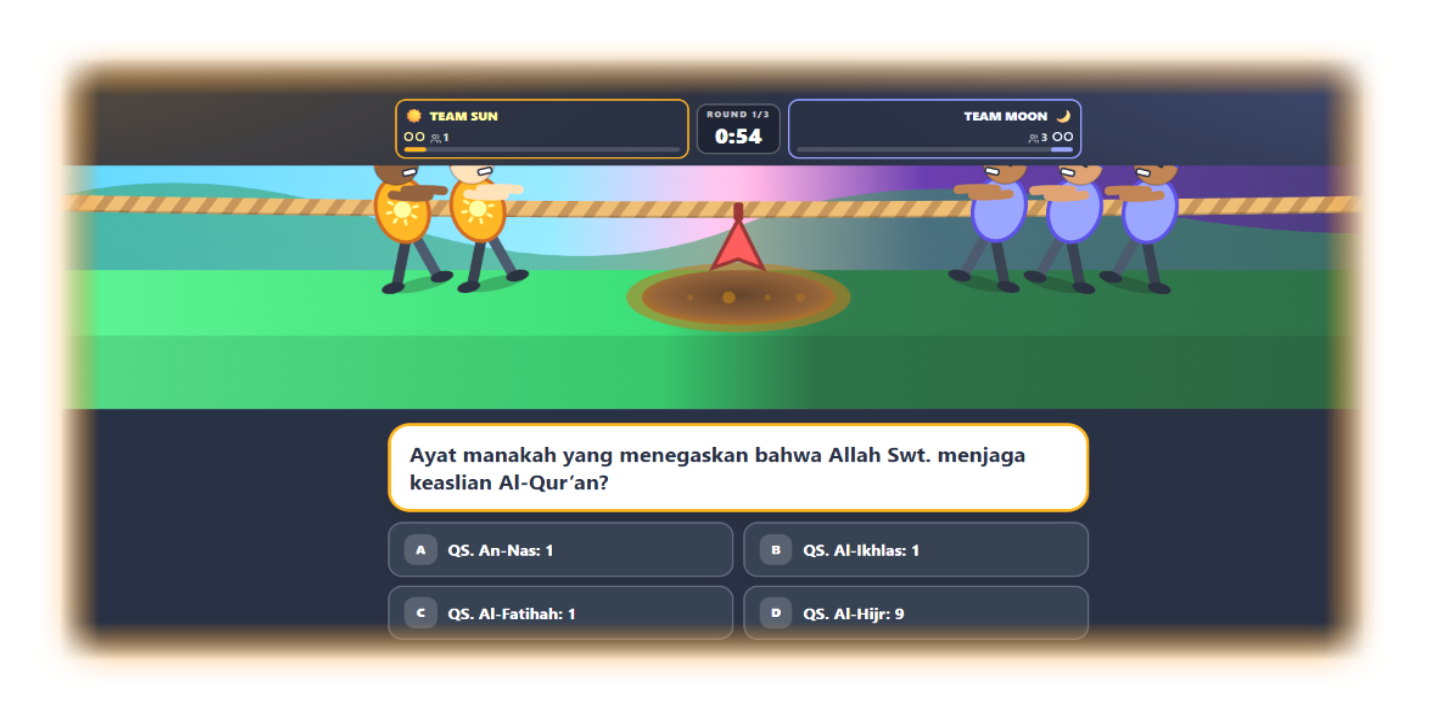 TEAM SUN
1
ROUND 1/3
0:54
TEAM MOON
3
Ayat manakah yang menegaskan bahwa Allah Swt. menjaga
keaslian Al-Qur’an?
A QS. An-Nas: 1
B QS. Al-Ikhlas: 1
C QS. Al-Fatihah: 1
D QS. Al-Hijr: 9